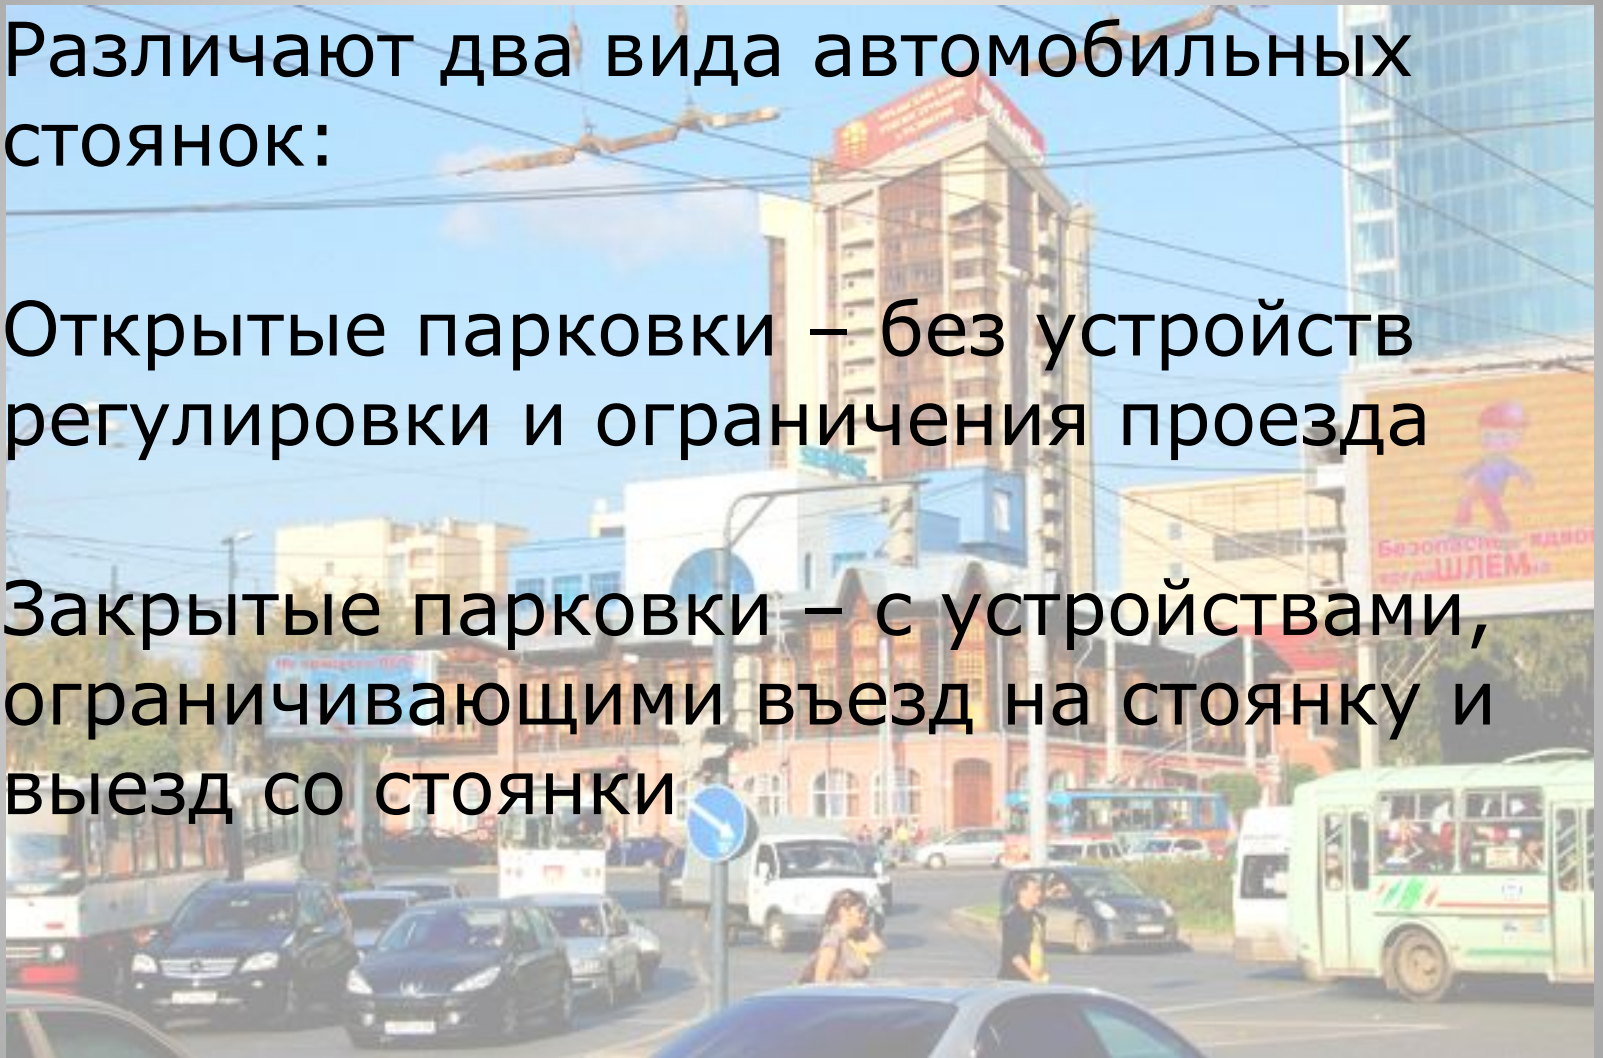 Различают два вида автомобильных
стоянок:
Открытые парковки – без устройств
регулировки и ограничения проезда
Закрытые парковки – с устройствами,
ограничивающими въезд на стоянку и
выезд со стоянки
ШЛЕМ